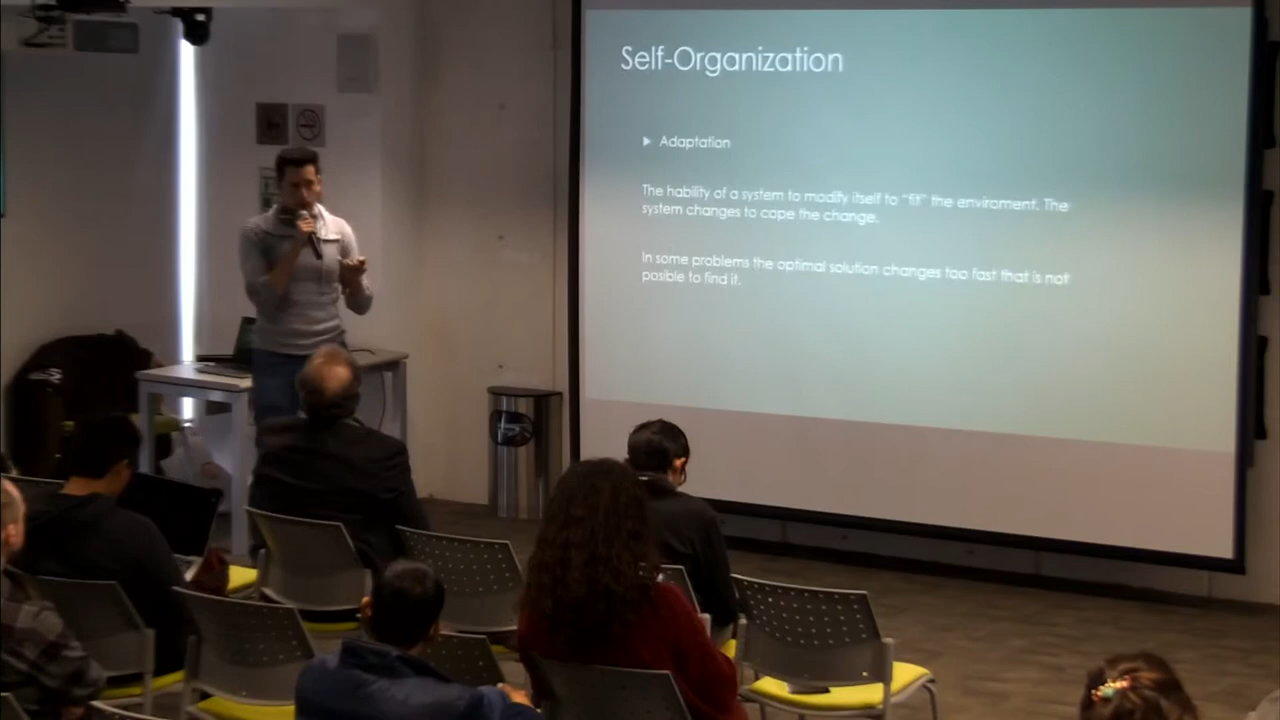 Self-Organization
Adaptation
The hability of a system to modify itself to “fit” the enviroment. The
system changes to cope the change.
In some problems the optimal solution changes too fast that is not
posible to find it.